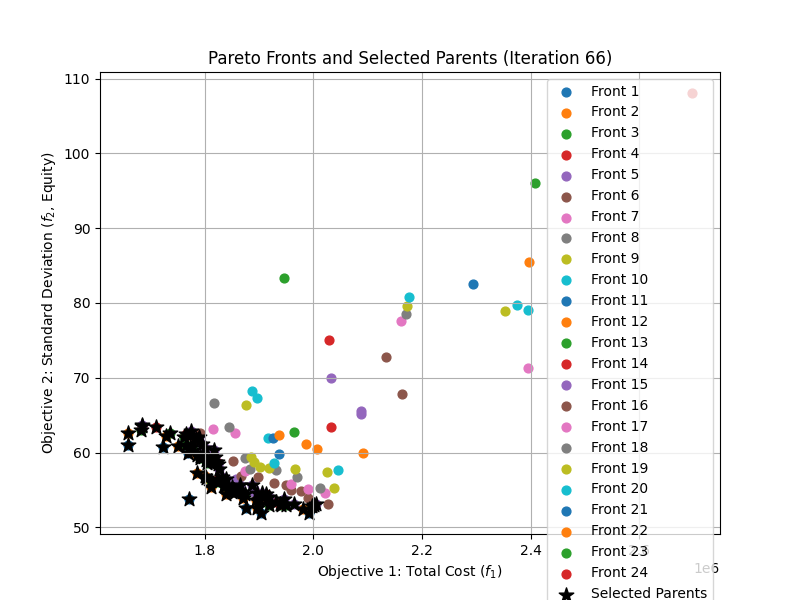 Pareto Fronts and Selected Parents (Iteration 66)
Objective 2: Standard Deviation (f2, Equity)
110
100
90
80
70
60
50
1.8
2.0
2.2
2.4
2.6
1e6
Objective 1: Total Cost (f1)
Front 1
Front 2
Front 3
Front 4
Front 5
Front 6
Front 7
Front 8
Front 9
Front 10
Front 11
Front 12
Front 13
Front 14
Front 15
Front 16
Front 17
Front 18
Front 19
Front 20
Front 21
Front 22
Front 23
Front 24
Selected Parents